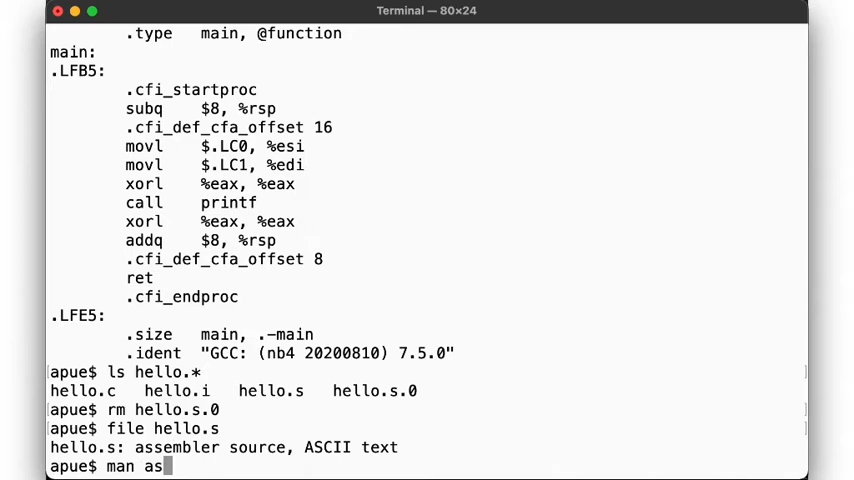 Terminal — 80×24
.type main, @function
main:
.LFB5:
.cfi_startproc
subq $8, %rsp
.cfi_def_cfa_offset 16
movl $.LC0, %esi
movl $.LC1, %edi
xorl %eax, %eax
call printf
xorl %eax, %eax
addq $8, %rsp
.cfi_def_cfa_offset 8
ret
.cfi_endproc
.LFE5:
.size main, .-main
.ident "GCC: (nb4 20200810) 7.5.0"
[apue$ ls hello.* ]
hello.c hello.i hello.s hello.s.0
[apue$ rm hello.s.0 ]
[apue$ file hello.s ]
hello.s: assembler source, ASCII text
apue$ man as